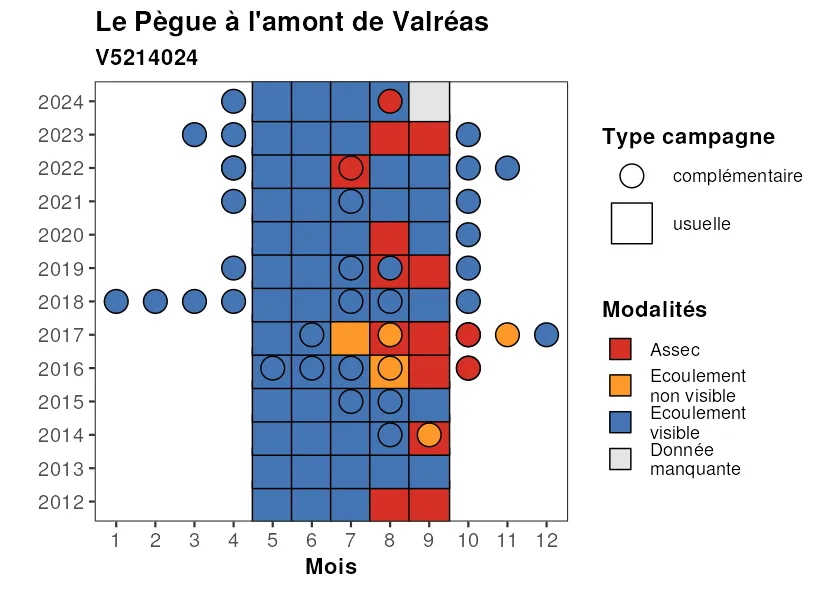 Le Pègue à l'amont de Valréas
V5214024
2024
2023
2022
2021
2020
2019
2018
2017
2016
2015
2014
2013
2012
1 2 3 4 5 6 7 8 9 10 11 12
Mois
Type campagne
complémentaire
usuelle
Modalités
Assec
Ecoulement
non visible
Ecoulement
visible
Donnée
manquante